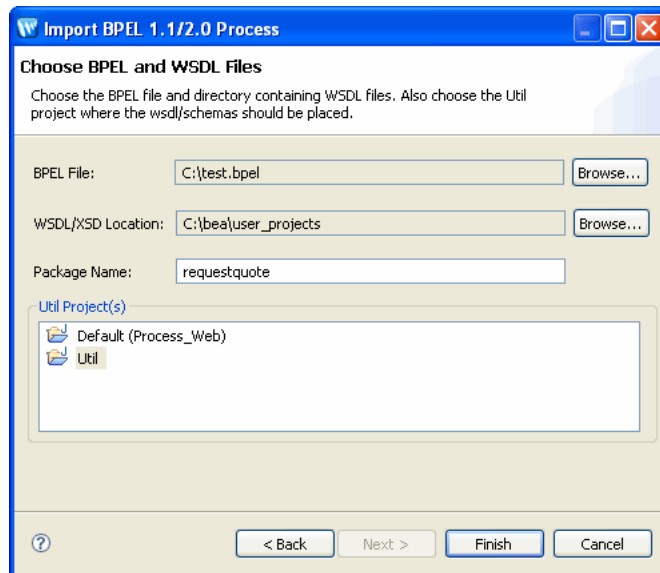 Import BPEL 1.1/2.0 Process
Choose BPEL and WSDL Files
Choose the BPEL file and directory containing WSDL files. Also choose the Util
project where the wsdl/schemas should be placed.
BPEL File: C:\test.bpel Browse...
WSDL/XSD Location: C:\bea\user_projects Browse...
Package Name: requestquote
Util Project(s)
Default (Process_Web)
Util
? < Back Next > Finish Cancel